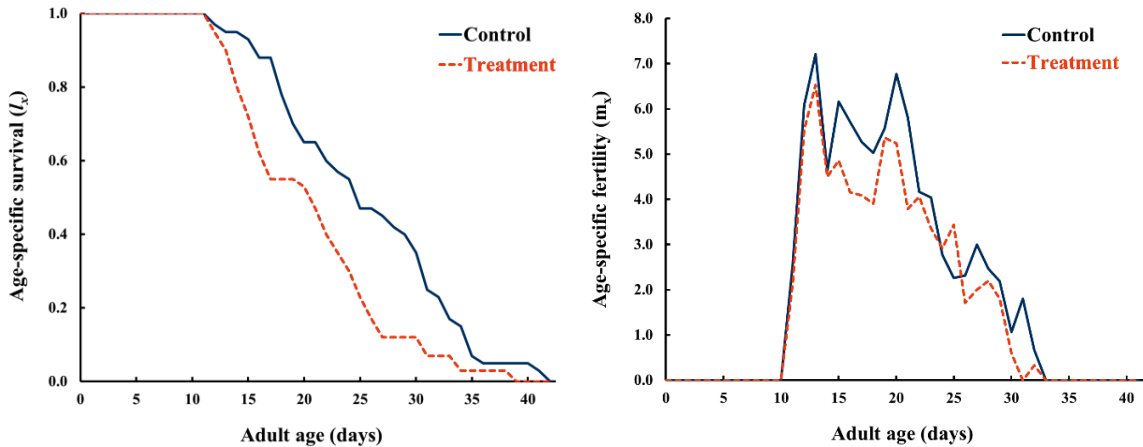 Age-specific survival (lx)
1.0
0.8
0.6
0.4
0.2
0.0
0 5 10 15 20 25 30 35 40
Adult age (days)
Control
Treatment
Age-specific fertility (mx)
8.0
7.0
6.0
5.0
4.0
3.0
2.0
1.0
0.0
0 5 10 15 20 25 30 35 40
Adult age (days)
Control
Treatment